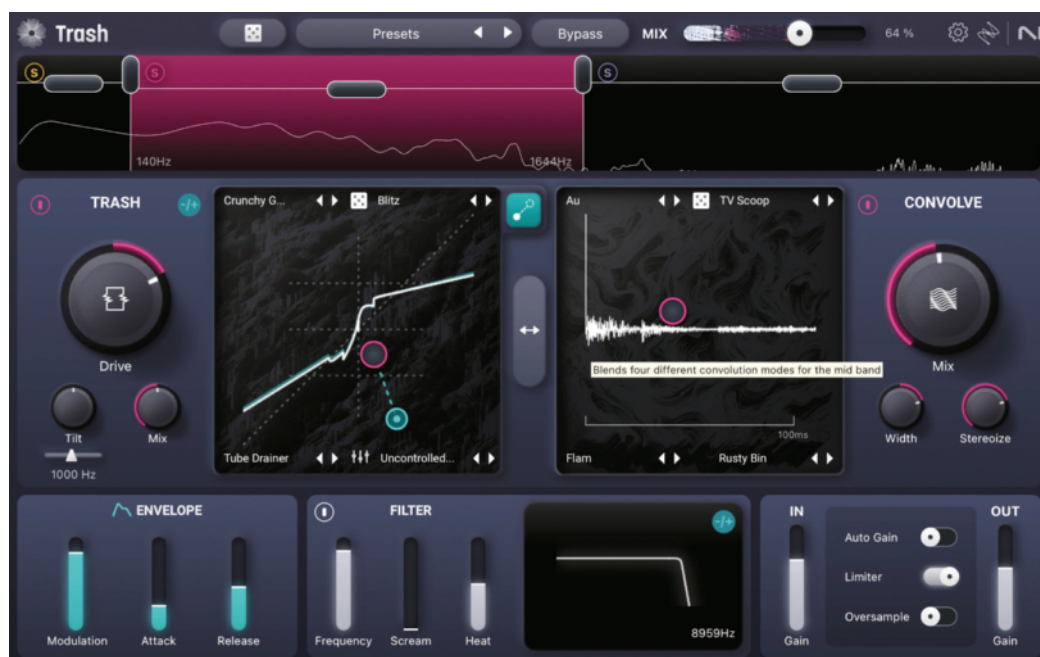 Trash
Presets
Bypass
MIX
64 %
S
S
S
140Hz
1644Hz
TRASH
-/+
Crunchy G...
Blitz
Au
TV Scoop
CONVOLVE
Drive
Blends four different convolution modes for the mid band
Mix
Tilt
Mix
Width
Stereoize
100ms
1000 Hz
Tube Drainer
Uncontrolled...
Flam
Rusty Bin
ENVELOPE
FILTER
-/+
IN
OUT
Auto Gain
Limiter
Oversample
Modulation
Attack
Release
Frequency
Scream
Heat
8959Hz
Gain
Gain